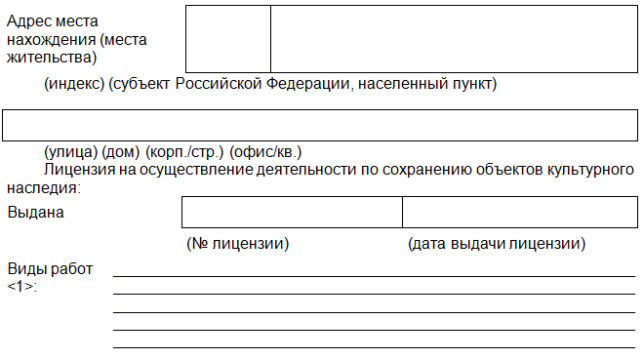 Адрес места
нахождения (места
жительства)
(индекс) (субъект Российской Федерации, населенный пункт)
(улица) (дом) (корп./стр.) (офис/кв.)
Лицензия на осуществление деятельности по сохранению объектов культурного
наследия:
Выдана
(№ лицензии) (дата выдачи лицензии)
Виды работ
<1>: